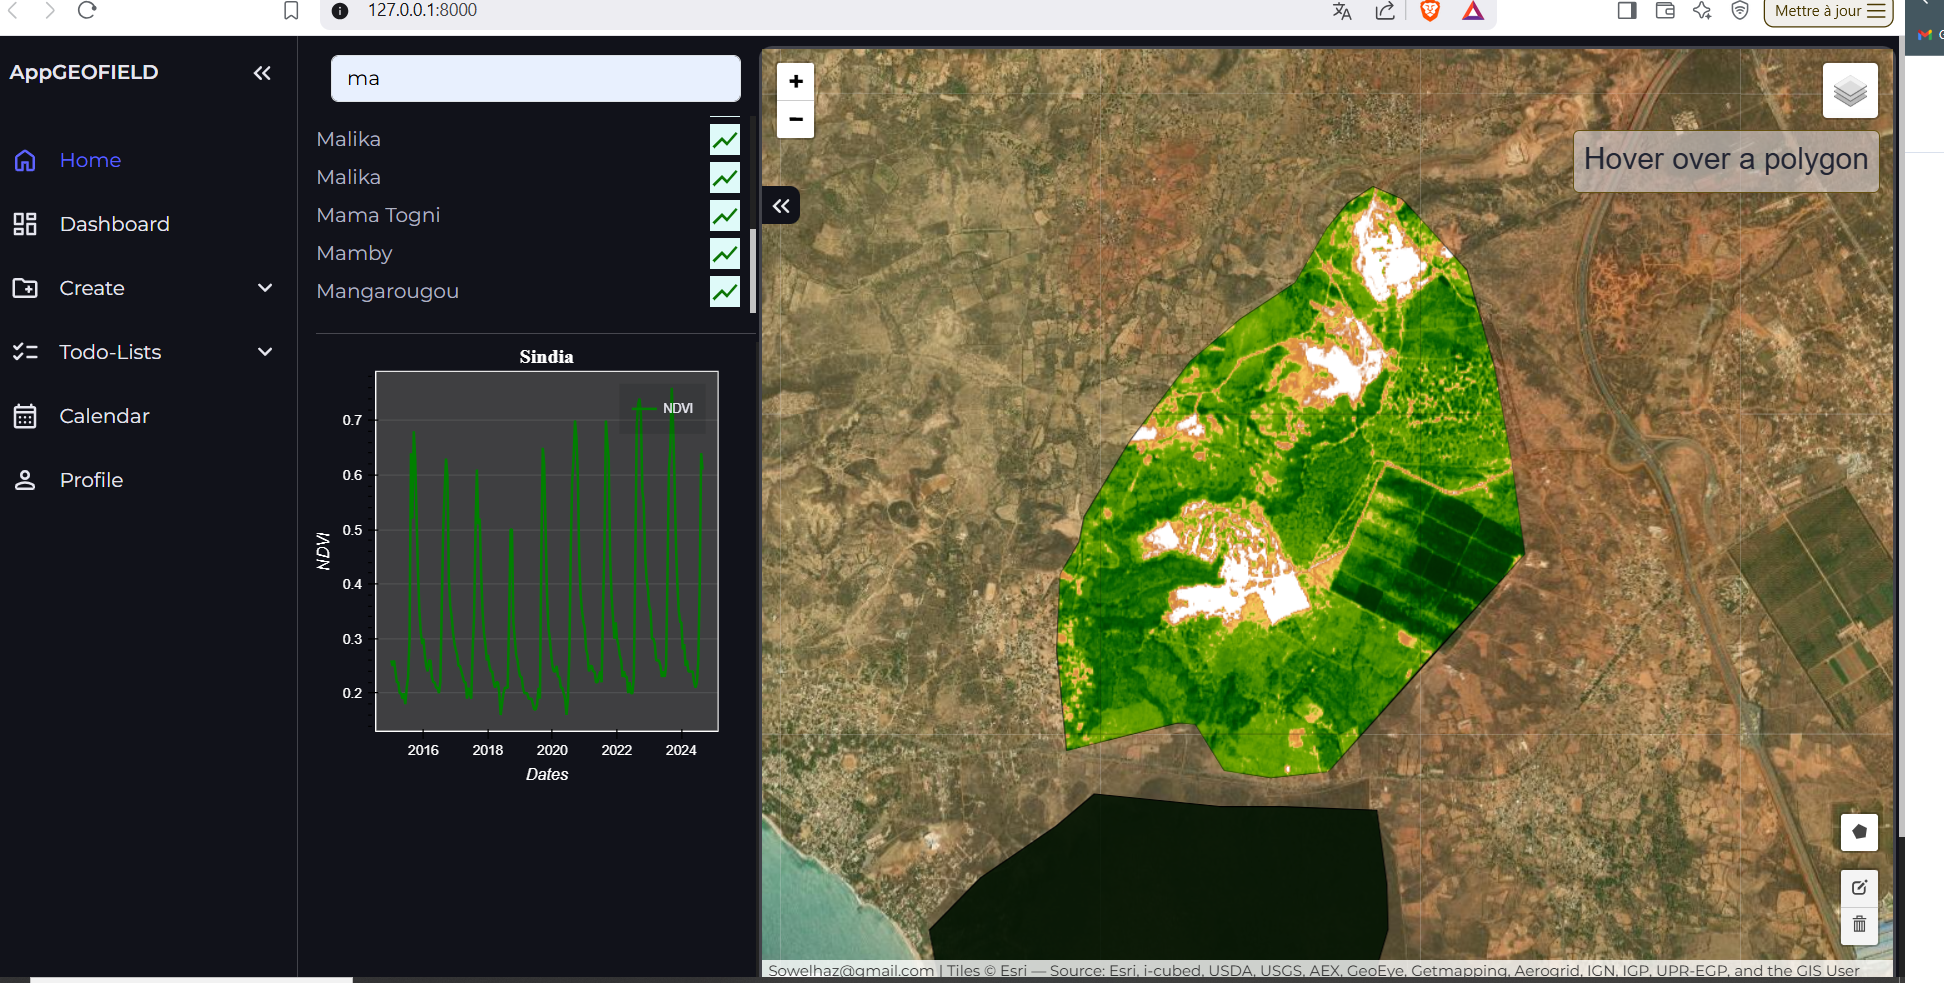 127.0.0.1:8000
Mettre à jour
AppGEOFIELD
Home
Dashboard
Create
Todo-Lists
Calendar
Profile
ma
Malika
Malika
Mama Togni
Mamby
Mangarougou
Sindia
NDVI
0.7
0.6
0.5
0.4
0.3
0.2
NDVI
2016 2018 2020 2022 2024
Dates
+
−
Hover over a polygon
Sowelhaz@gmail.com | Tiles © Esri — Source: Esri, i-cubed, USDA, USGS, AEX, GeoEye, Getmapping, Aerogrid, IGN, IGP, UPR-EGP, and the GIS User